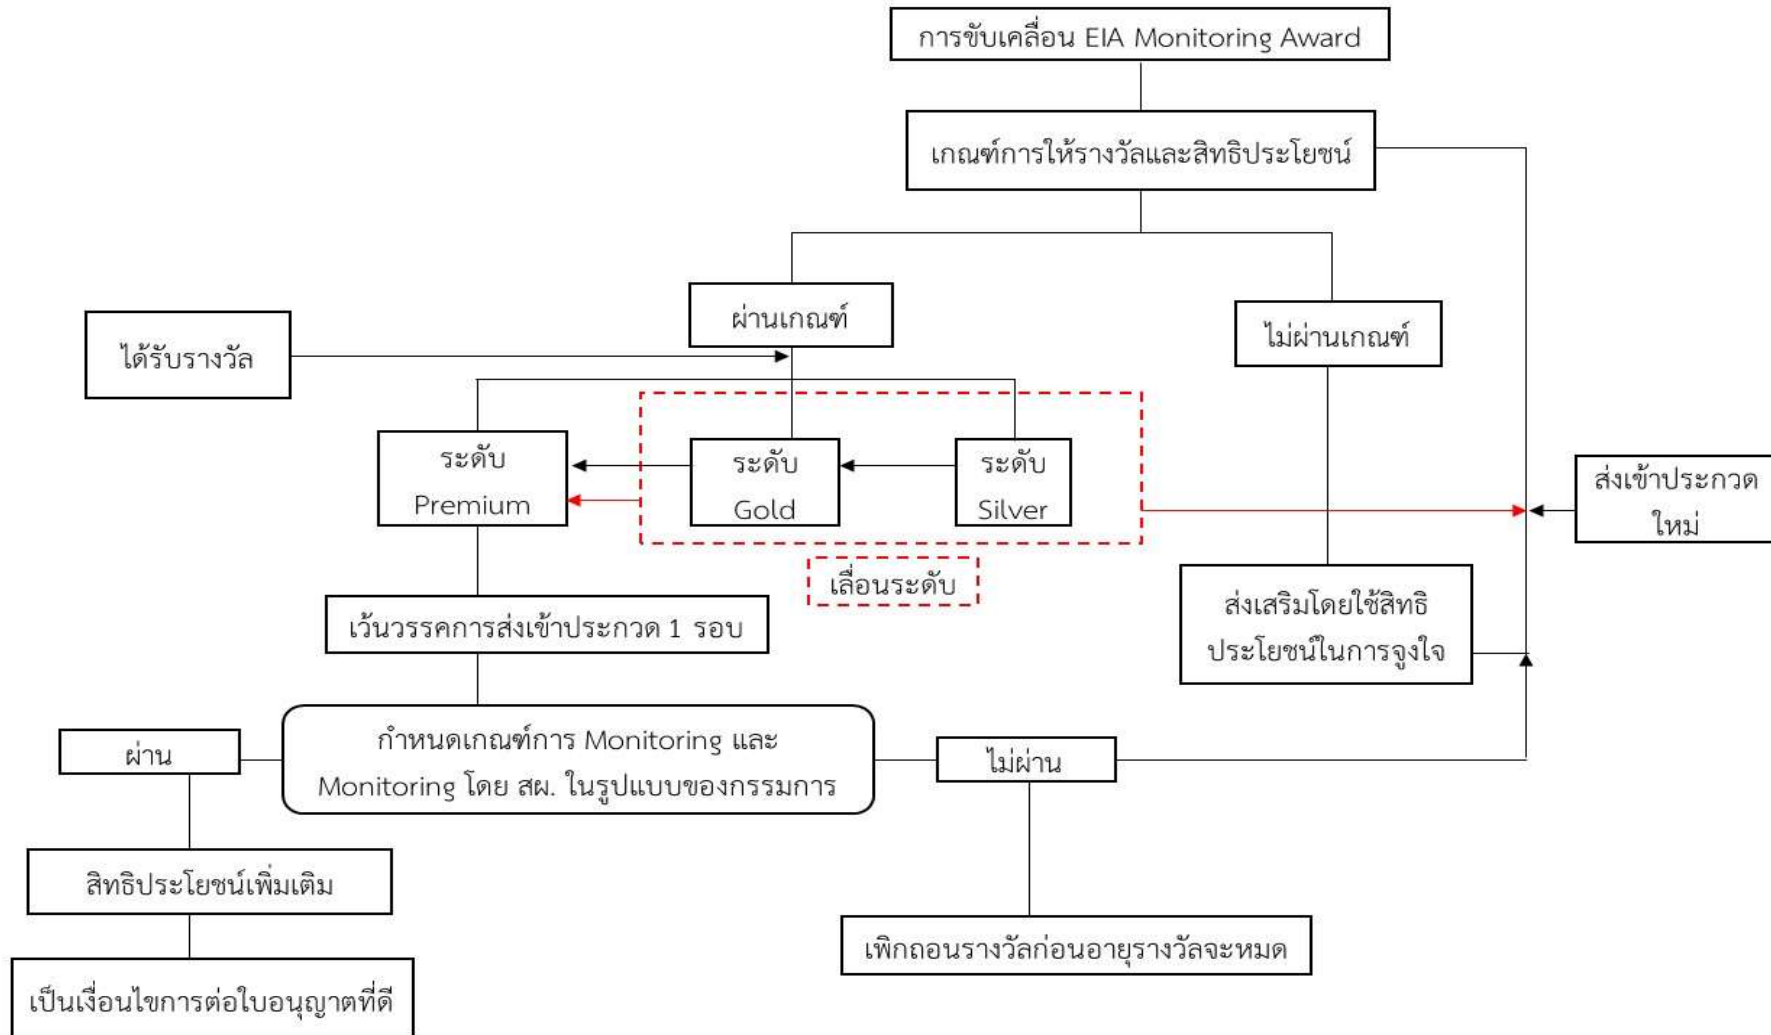 การขับเคลื่อน EIA Monitoring Award
เกณฑ์การให้รางวัลและสิทธิประโยชน์
ผ่านเกณฑ์
ไม่ผ่านเกณฑ์
ได้รับรางวัล
ระดับ
Premium
ระดับ
Gold
ระดับ
Silver
ส่งเข้าประกวด
ใหม่
เลื่อนระดับ
ส่งเสริมโดยใช้สิทธิ
ประโยชน์ในการจูงใจ
เว้นวรรคการส่งเข้าประกวด 1 รอบ
ผ่าน
กำหนดเกณฑ์การ Monitoring และ
Monitoring โดย สผ. ในรูปแบบของกรรมการ
ไม่ผ่าน
สิทธิประโยชน์เพิ่มเติม
เพิกถอนรางวัลก่อนอายุรางวัลจะหมด
เป็นเงื่อนไขการต่อใบอนุญาตที่ดี